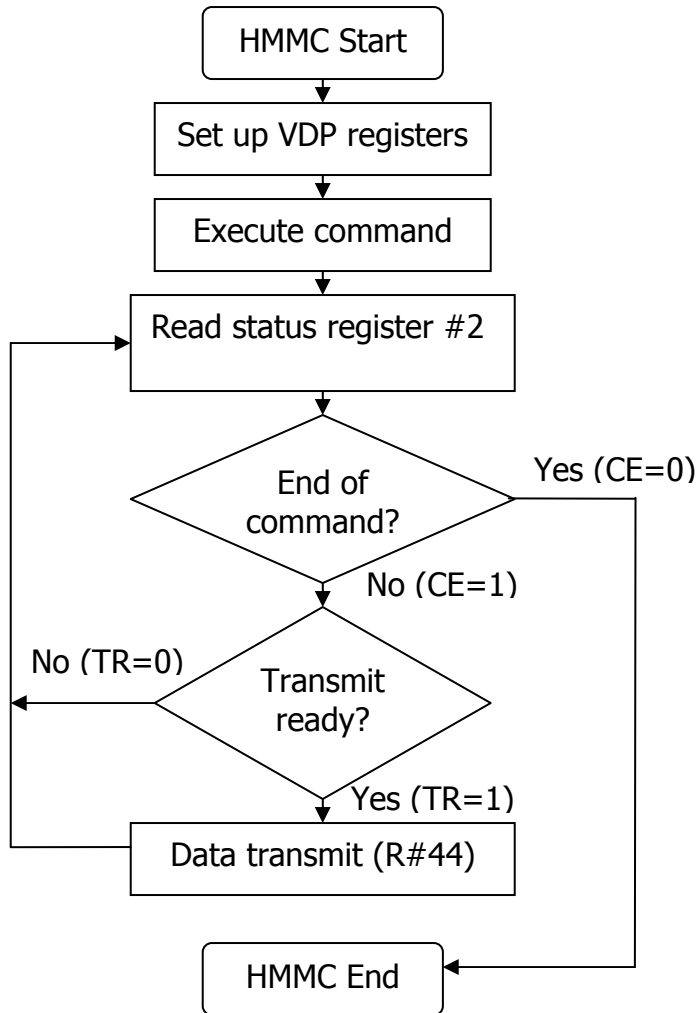 HMMC Start
Set up VDP registers
Execute command
Read status register #2
Yes (CE=0)
End of
command?
No (CE=1)
No (TR=0)
Transmit
ready?
Yes (TR=1)
Data transmit (R#44)
HMMC End